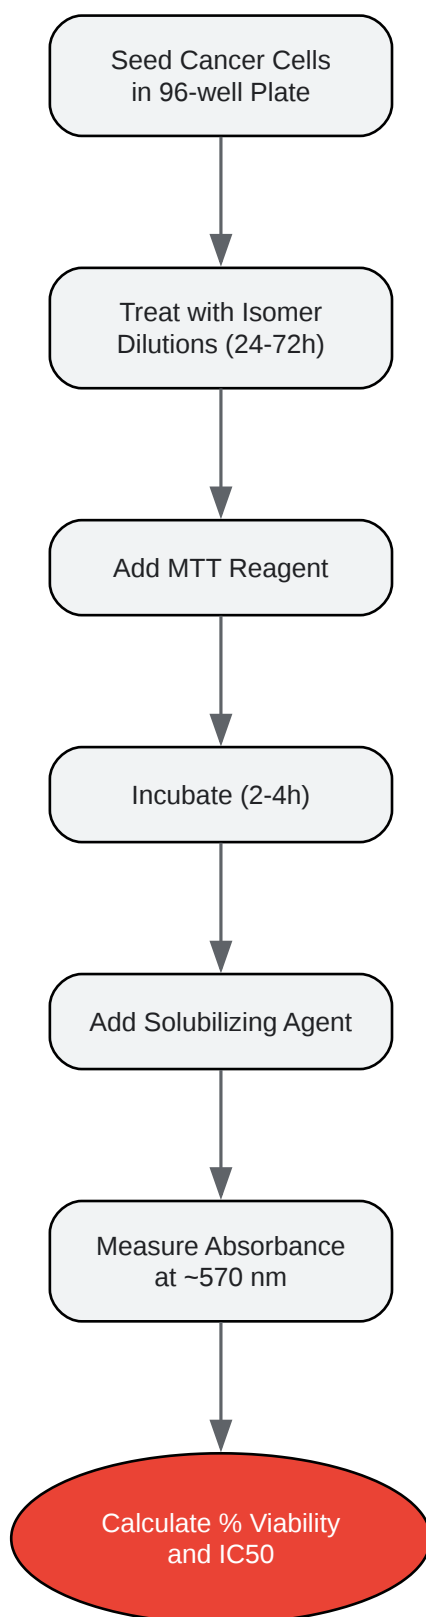 Seed Cancer Cells
in 96-well Plate
Treat with Isomer
Dilutions (24-72h)
Add MTT Reagent
Incubate (2-4h)
Add Solubilizing Agent
Measure Absorbance
at ~570 nm
Calculate % Viability
and IC50